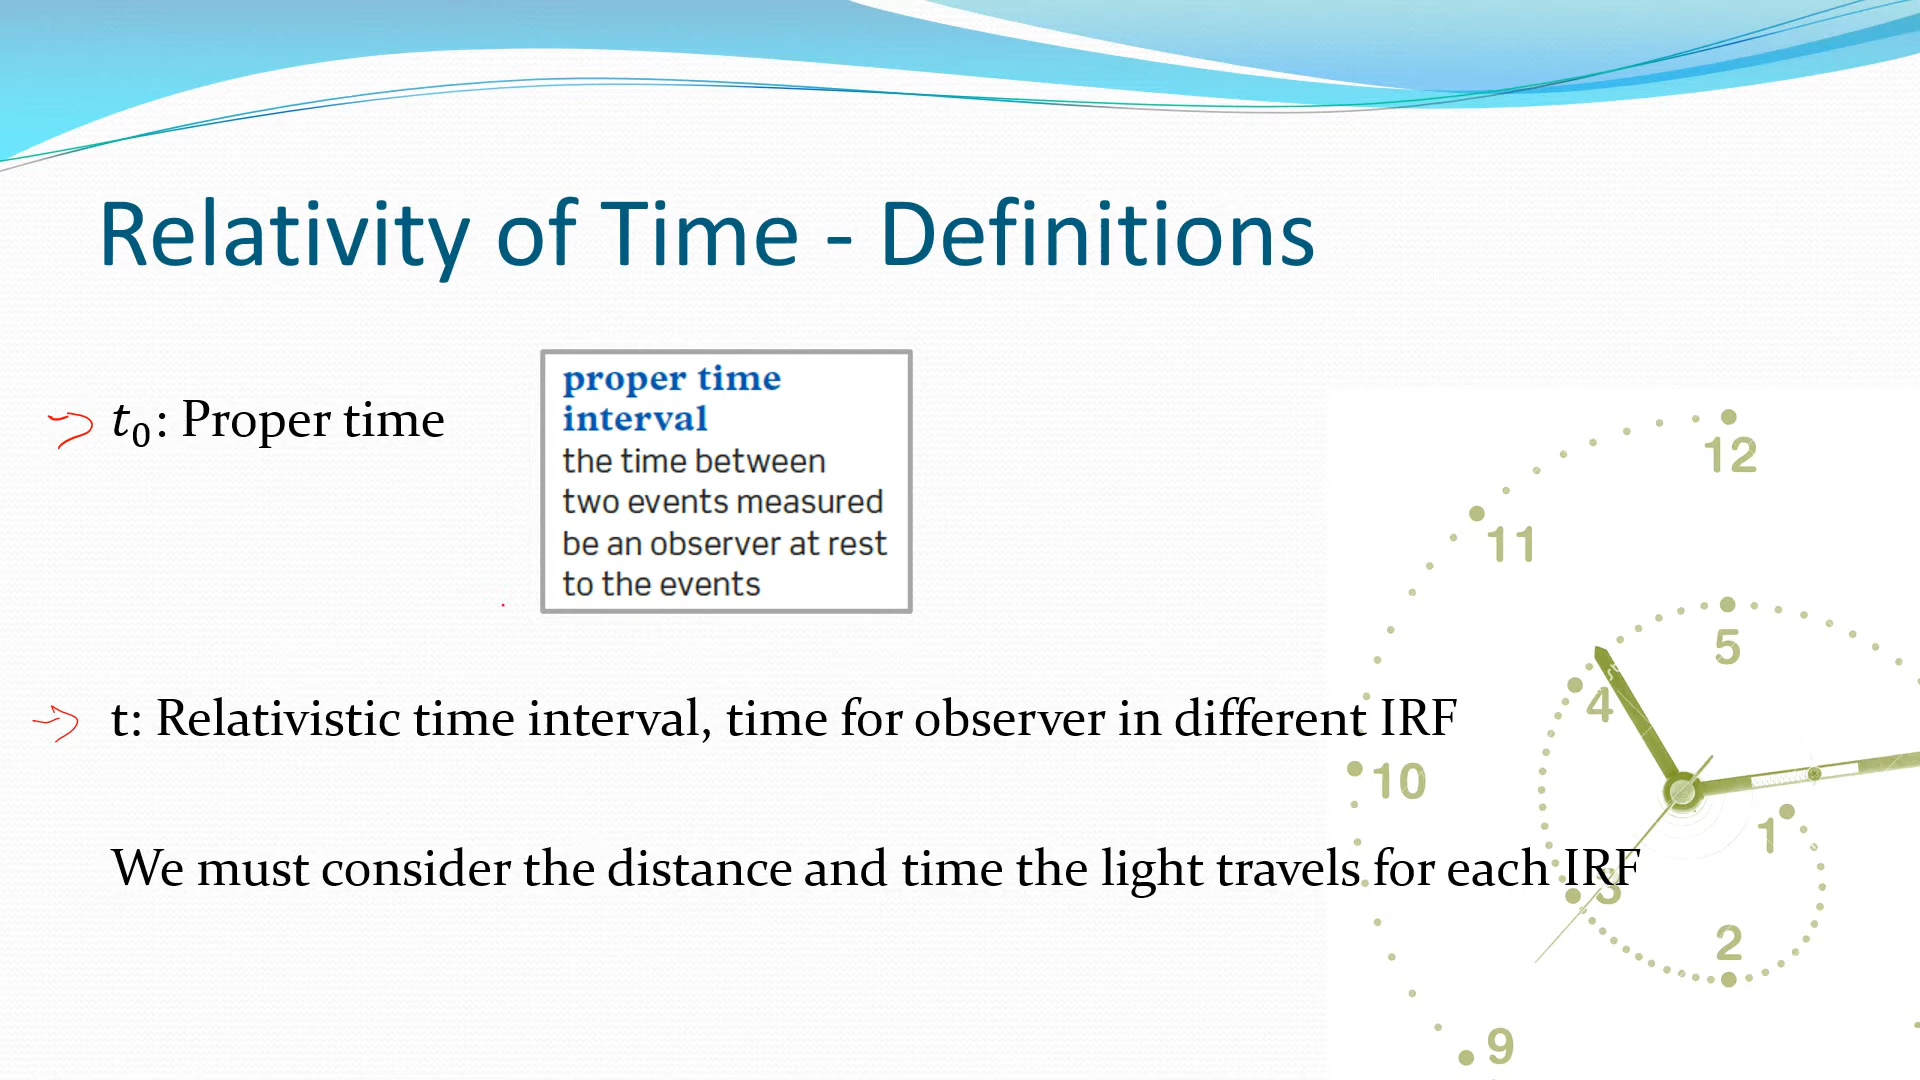 Relativity of Time - Definitions
t₀: Proper time
proper time
interval
the time between
two events measured
be an observer at rest
to the events
t: Relativistic time interval, time for observer in different IRF
We must consider the distance and time the light travels for each IRF
12
11
5
4
10
1
3
2
9